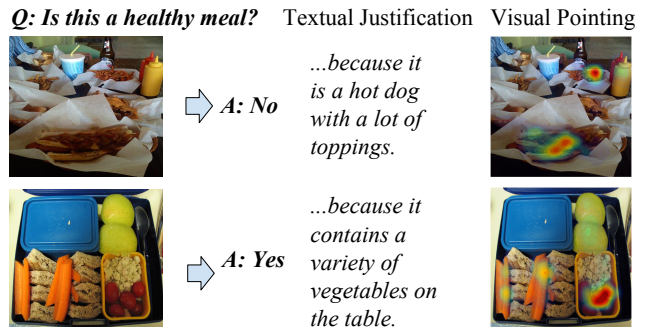 Q: Is this a healthy meal? Textual Justification Visual Pointing
A: No
...because it
is a hot dog
with a lot of
toppings.
A: Yes
...because it
contains a
variety of
vegetables on
the table.